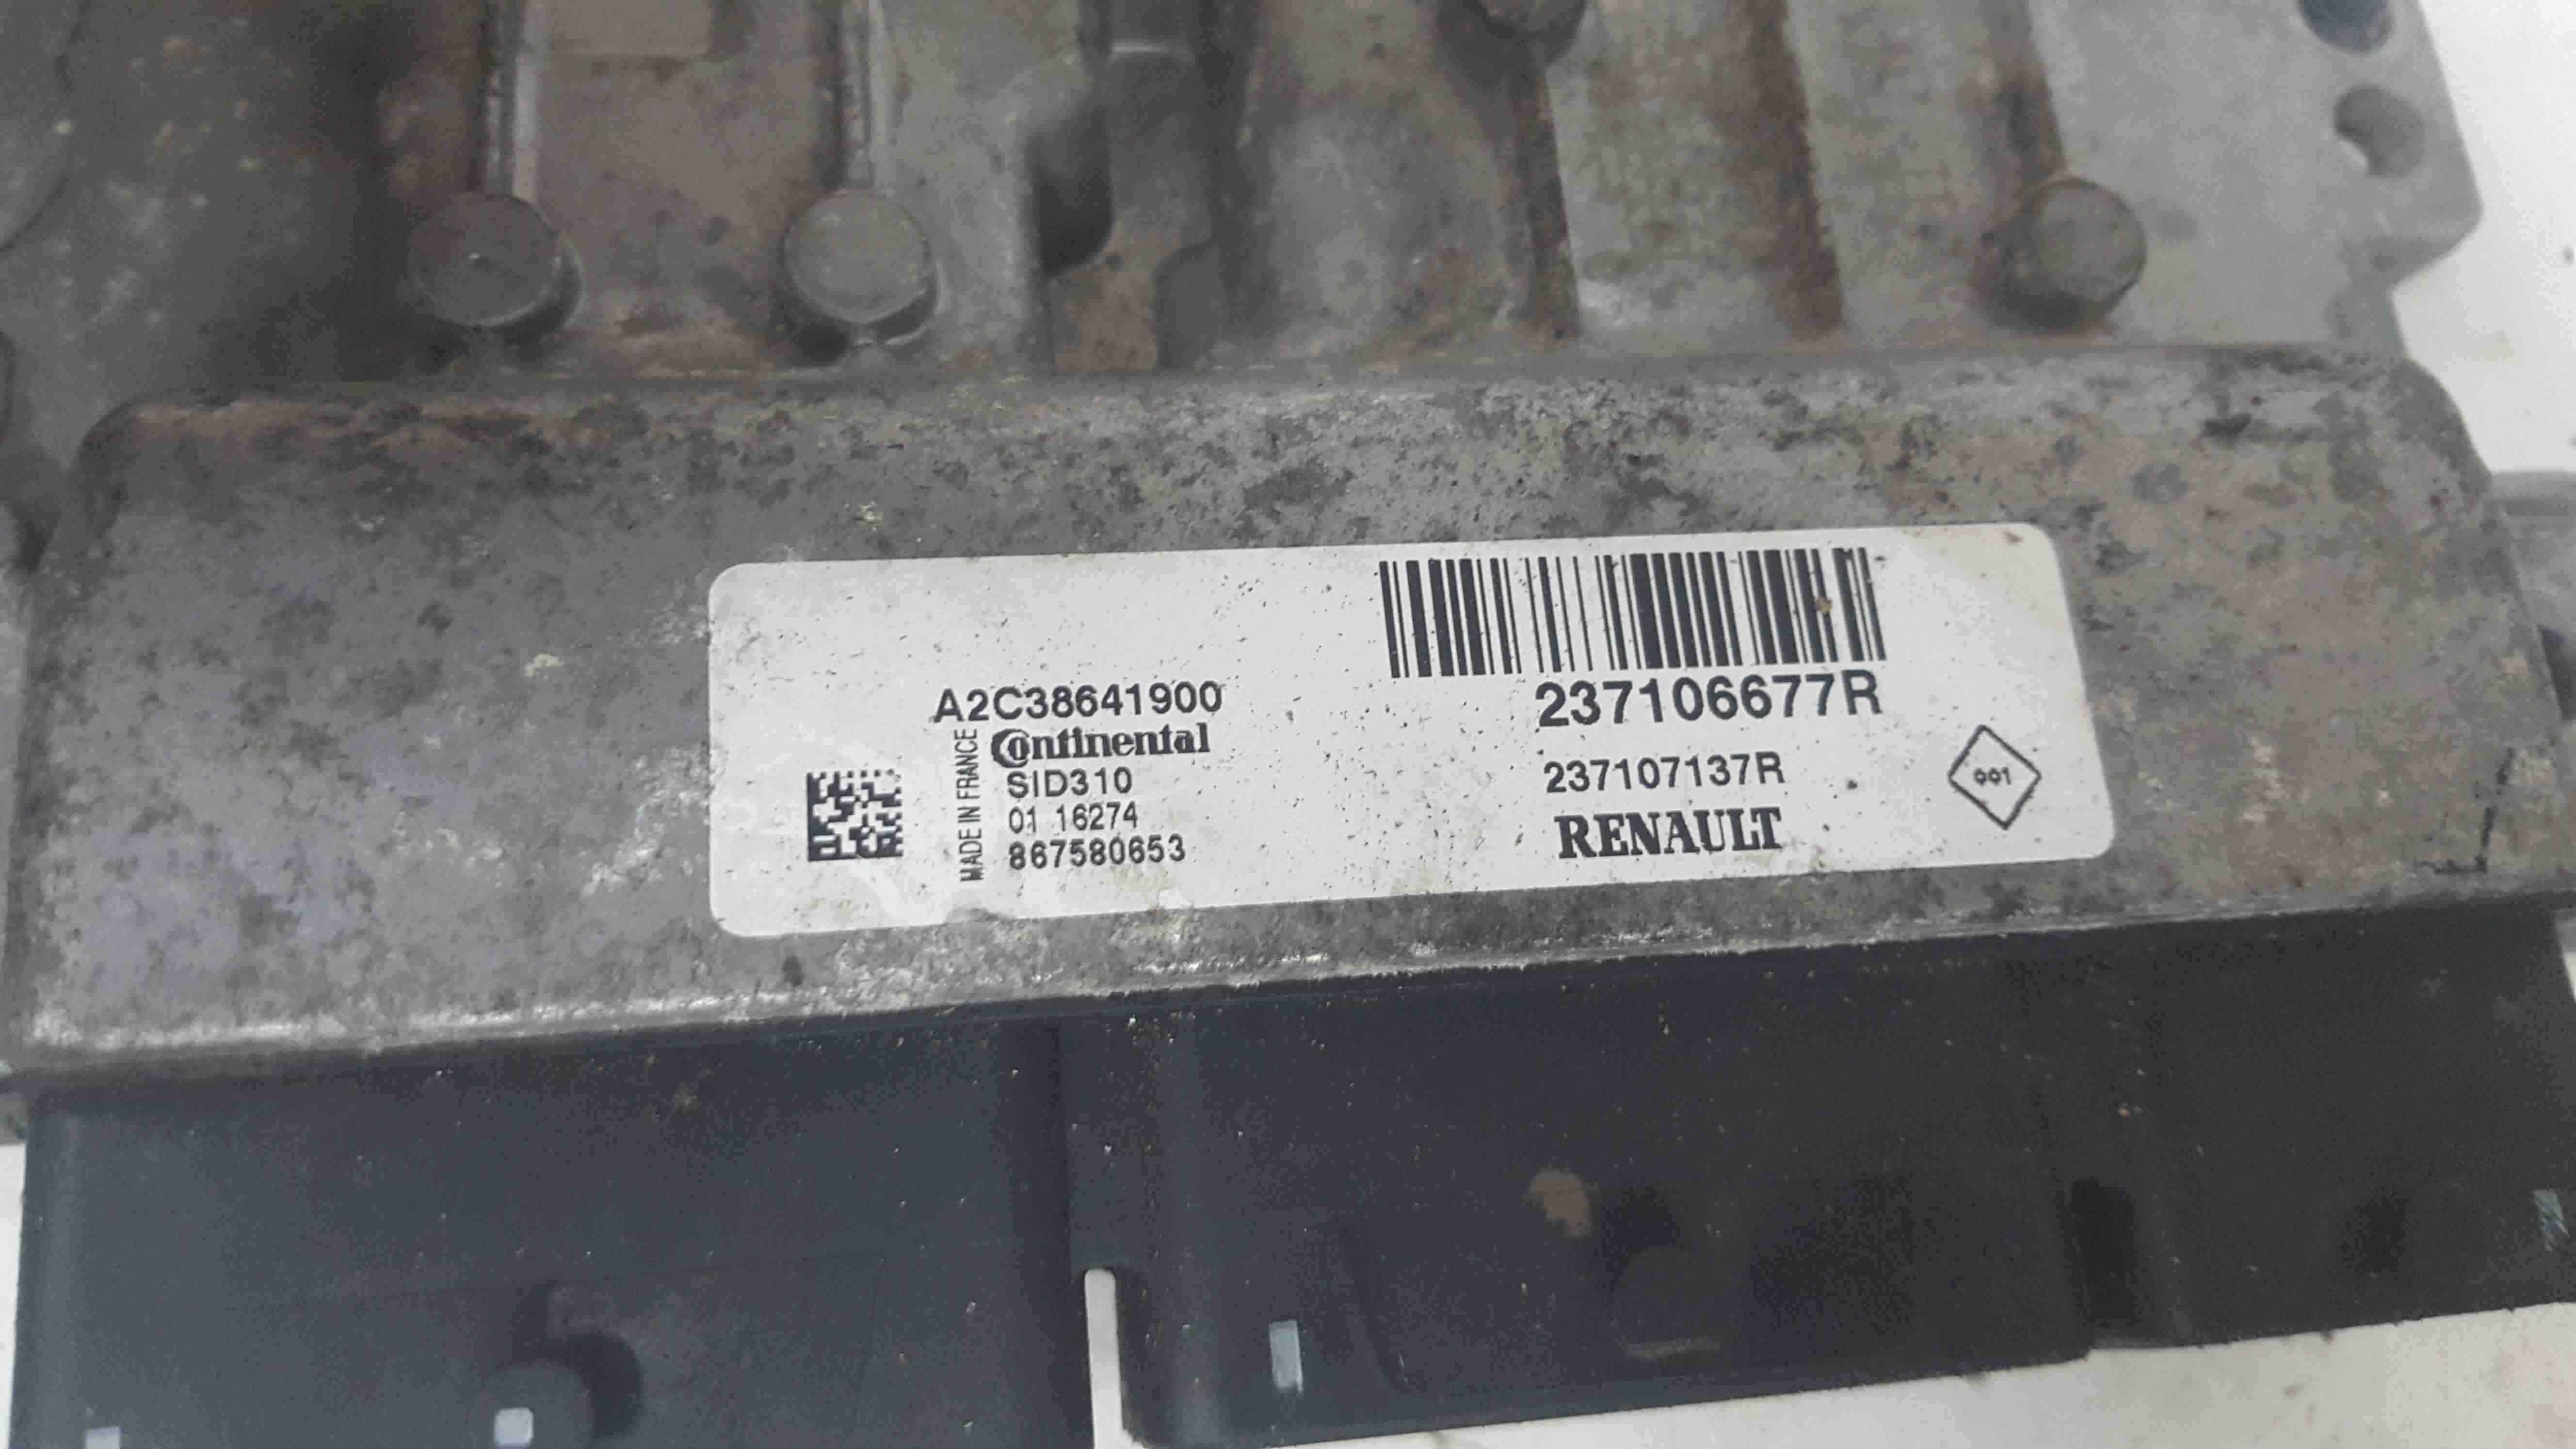 A2C38641900
MADE IN FRANCE
Continental
SID310
01 16274
867580653
237106677R
237107137R
RENAULT
001